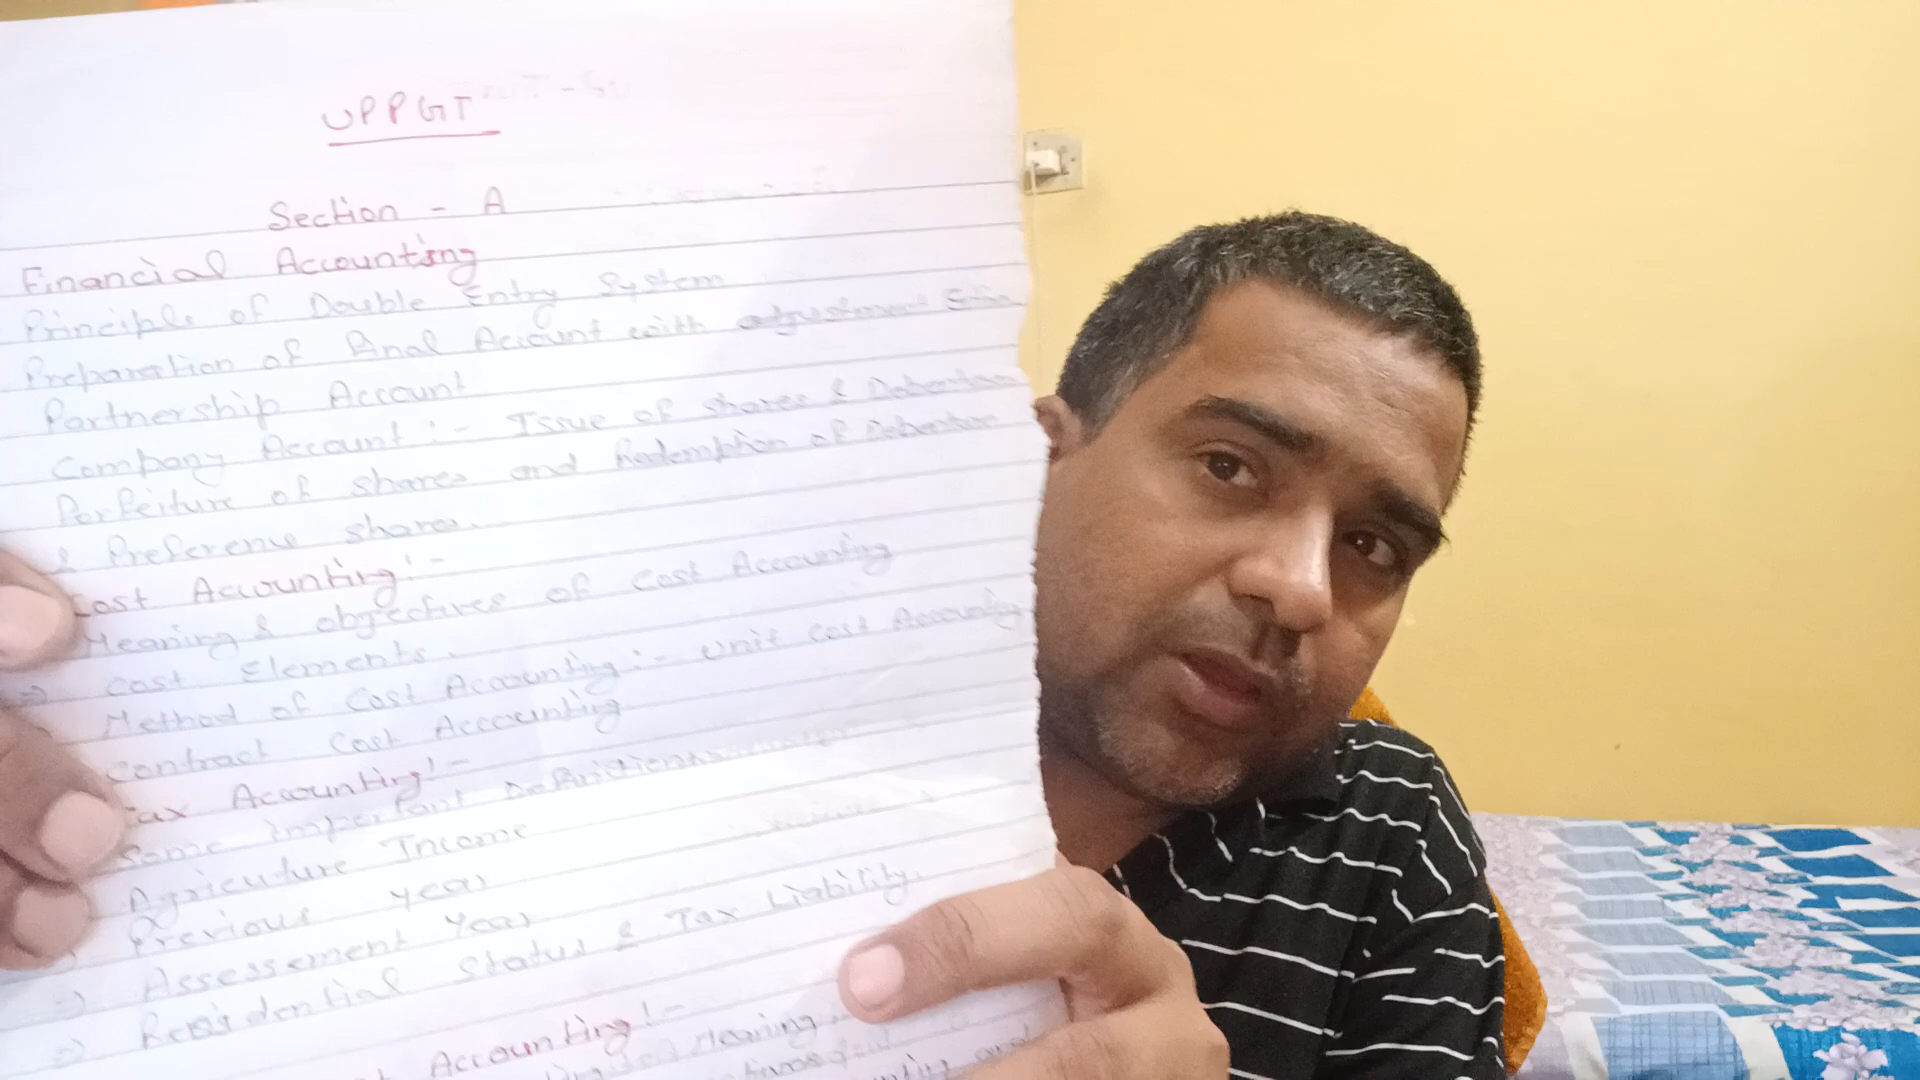 UPPGT
Section - A
Financial Accounting
Principle of Double Entry System
Preparation of Final Account with adjustment
Partnership Account
Company Account :- Issue of shares & Debenture
Forfeiture of shares and Redemption of Debenture
& Preference shares.
Cost Accounting :-
Meaning & objectives of Cost Accounting
=> Cost Elements.
Method of Cost Accounting :- Unit Cost Accounting
Contract Cost Accounting
Tax Accounting :-
Some important Definitions
Agriculture Income
Previous Year
=) Assessment Year
=) Residential Status & Tax Liability.
Accounting :-
Meaning